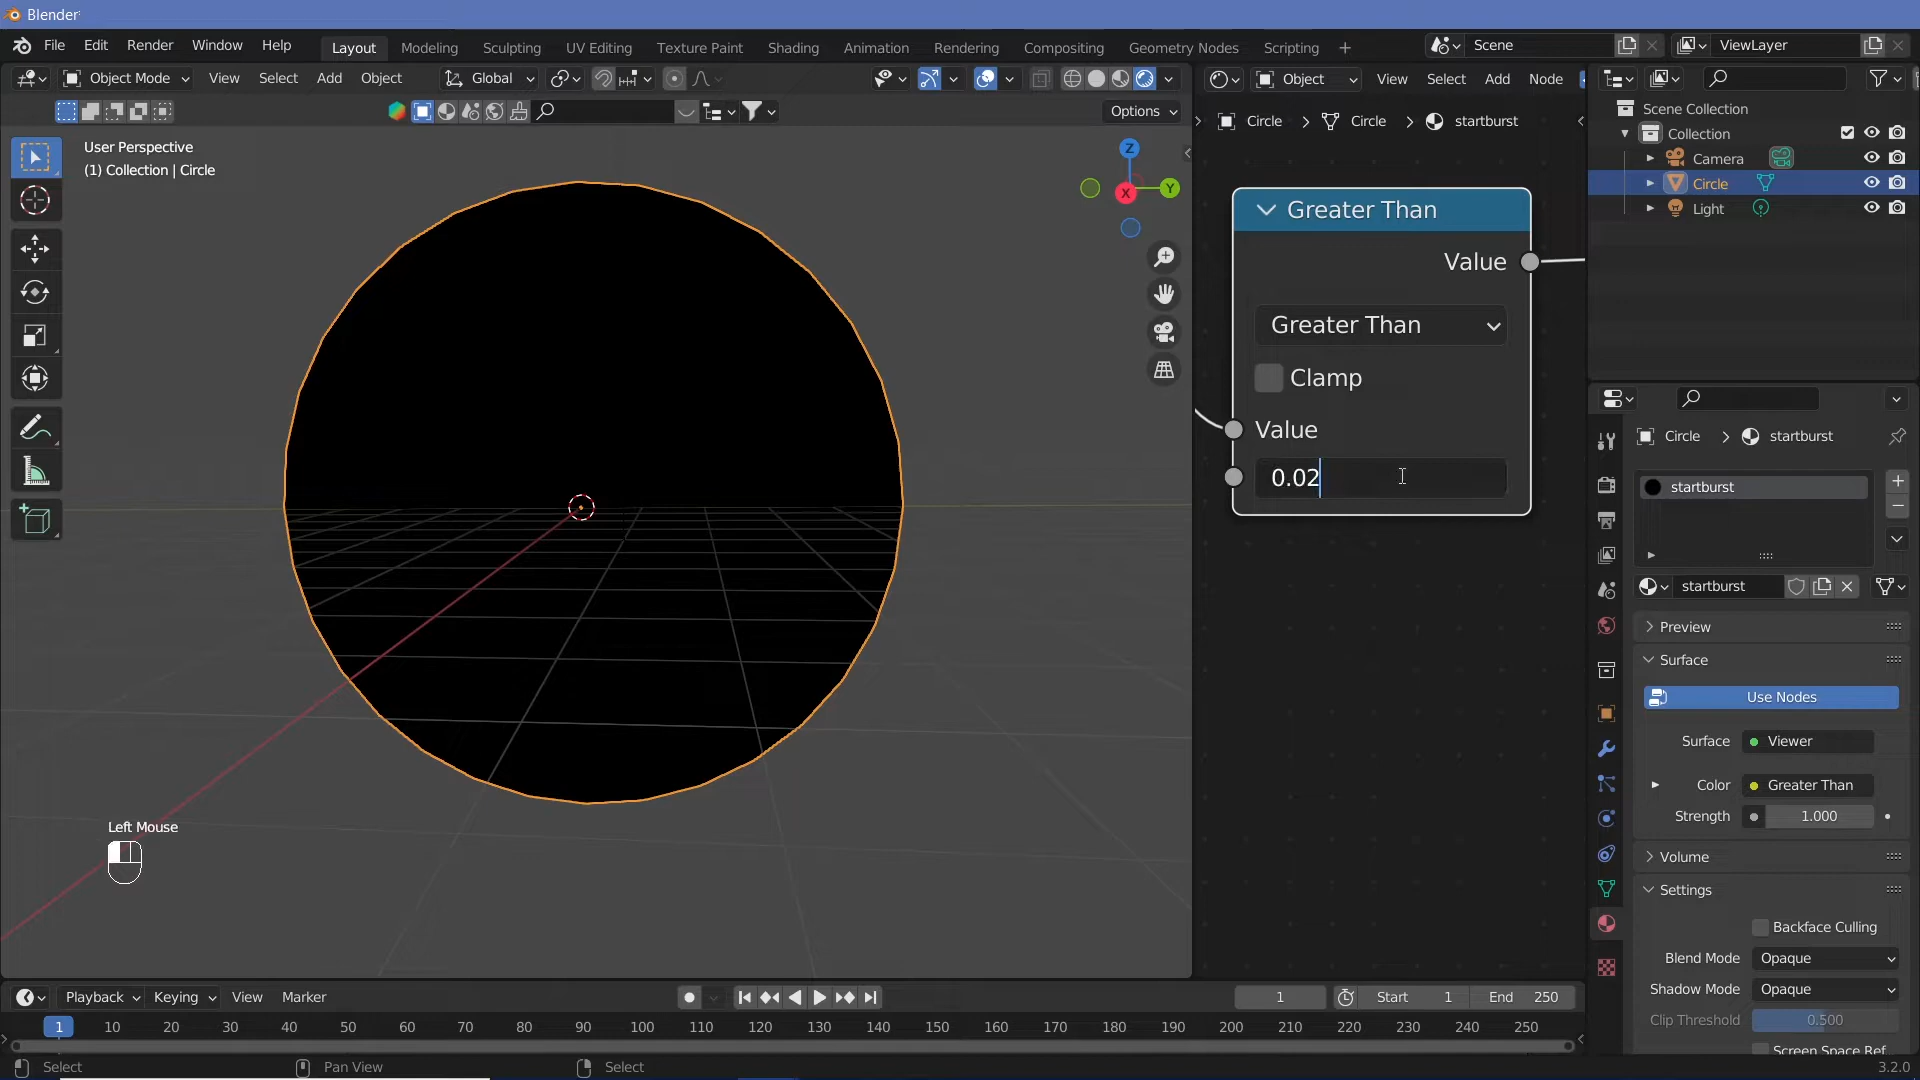 Blender
File Edit Render Window Help Layout Modeling Sculpting UV Editing Texture Paint Shading Animation Rendering Compositing Geometry Nodes Scripting + Scene ViewLayer
Object Mode View Select Add Object Global Object View Select Add Node
Options
User Perspective
(1) Collection | Circle
Z
Y
X
Circle > Circle > startburst
Greater Than
Value
Greater Than
Clamp
Value
0.02
Scene Collection
Collection
Camera
Circle
Light
Circle > startburst
startburst
startburst
Preview
Surface
Use Nodes
Surface Viewer
Color Greater Than
Strength 1.000
Volume
Settings
Backface Culling
Blend Mode Opaque
Shadow Mode Opaque
Clip Threshold 0.500
Screen Space Ref
Left Mouse
Playback Keying View Marker 1 Start 1 End 250
1 10 20 30 40 50 60 70 80 90 100 110 120 130 140 150 160 170 180 190 200 210 220 230 240 250
Select Pan View Select 3.2.0